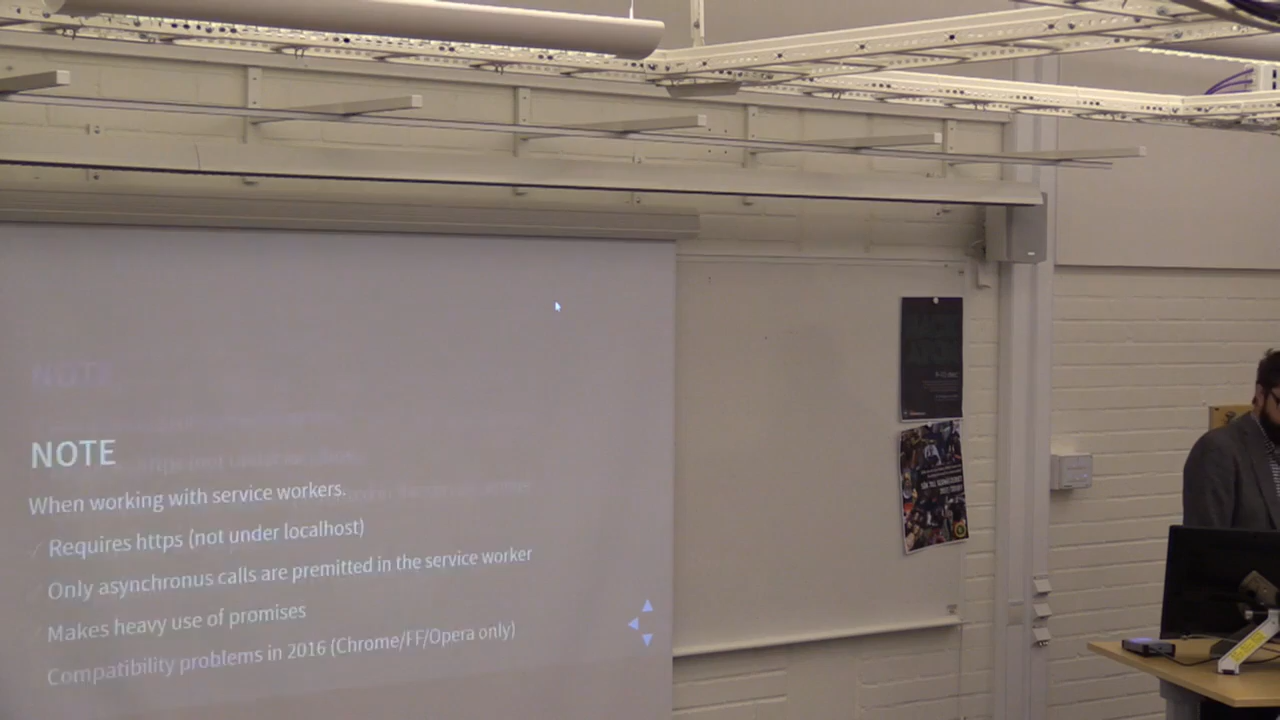 NOTE
When working with service workers.
Requires https (not under localhost)
Only asynchronus calls are premitted in the service worker
Makes heavy use of promises
Compatibility problems in 2016 (Chrome/FF/Opera only)